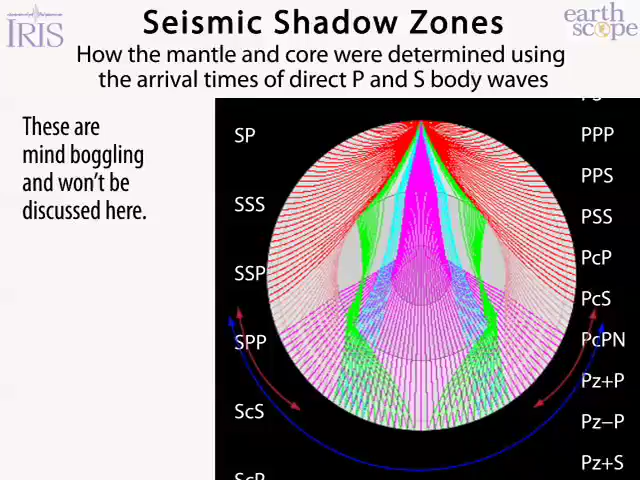 IRIS
Seismic Shadow Zones
earth
scope
How the mantle and core were determined using
the arrival times of direct P and S body waves
These are
mind boggling
and won't be
discussed here.
SP
SSS
SSP
SPP
ScS
ScP
PPP
PPS
PSS
PcP
PcS
PcPN
Pz+P
Pz−P
Pz+S